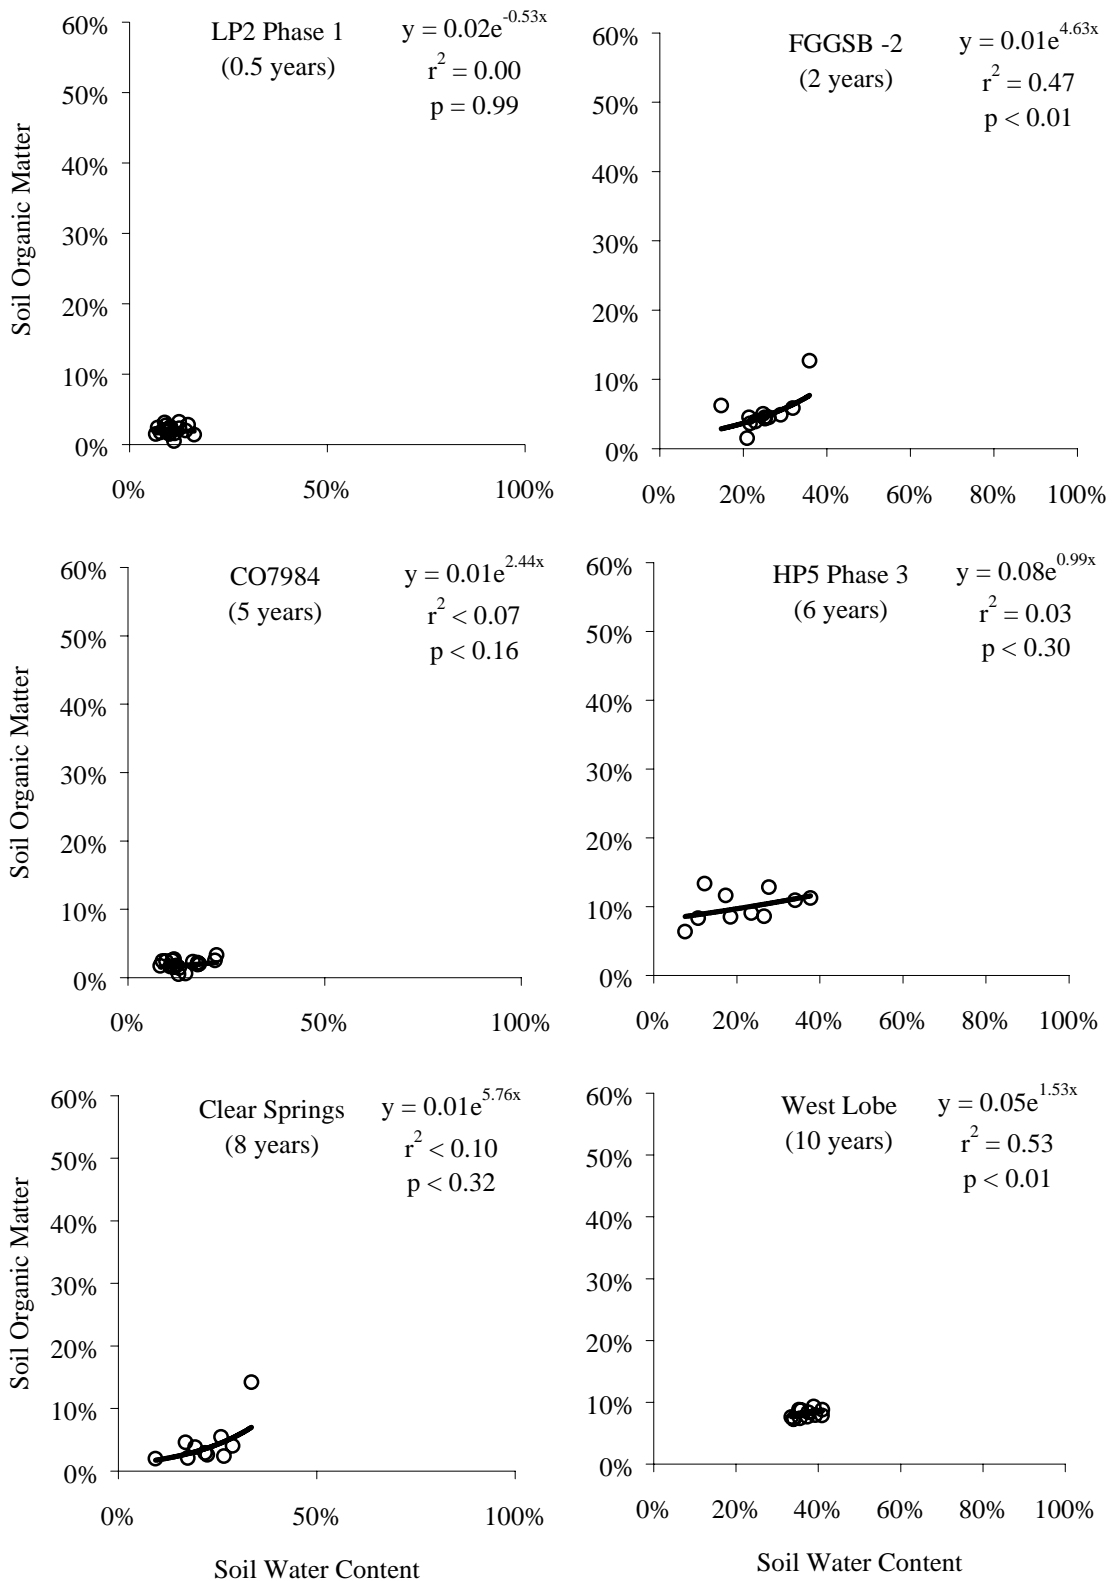 LP2 Phase 1
(0.5 years)
y = 0.02e^-0.53x
r^2 = 0.00
p = 0.99
60%
50%
40%
30%
20%
10%
0%
Soil Organic Matter
0% 50% 100%
FGGSB -2
(2 years)
y = 0.01e^4.63x
r^2 = 0.47
p < 0.01
60%
50%
40%
30%
20%
10%
0%
0% 20% 40% 60% 80% 100%
CO7984
(5 years)
y = 0.01e^2.44x
r^2 < 0.07
p < 0.16
60%
50%
40%
30%
20%
10%
0%
Soil Organic Matter
0% 50% 100%
HP5 Phase 3
(6 years)
y = 0.08e^0.99x
r^2 = 0.03
p < 0.30
60%
50%
40%
30%
20%
10%
0%
0% 20% 40% 60% 80% 100%
Clear Springs
(8 years)
y = 0.01e^5.76x
r^2 < 0.10
p < 0.32
60%
50%
40%
30%
20%
10%
0%
Soil Organic Matter
0% 50% 100%
Soil Water Content
West Lobe
(10 years)
y = 0.05e^1.53x
r^2 = 0.53
p < 0.01
60%
50%
40%
30%
20%
10%
0%
0% 20% 40% 60% 80% 100%
Soil Water Content